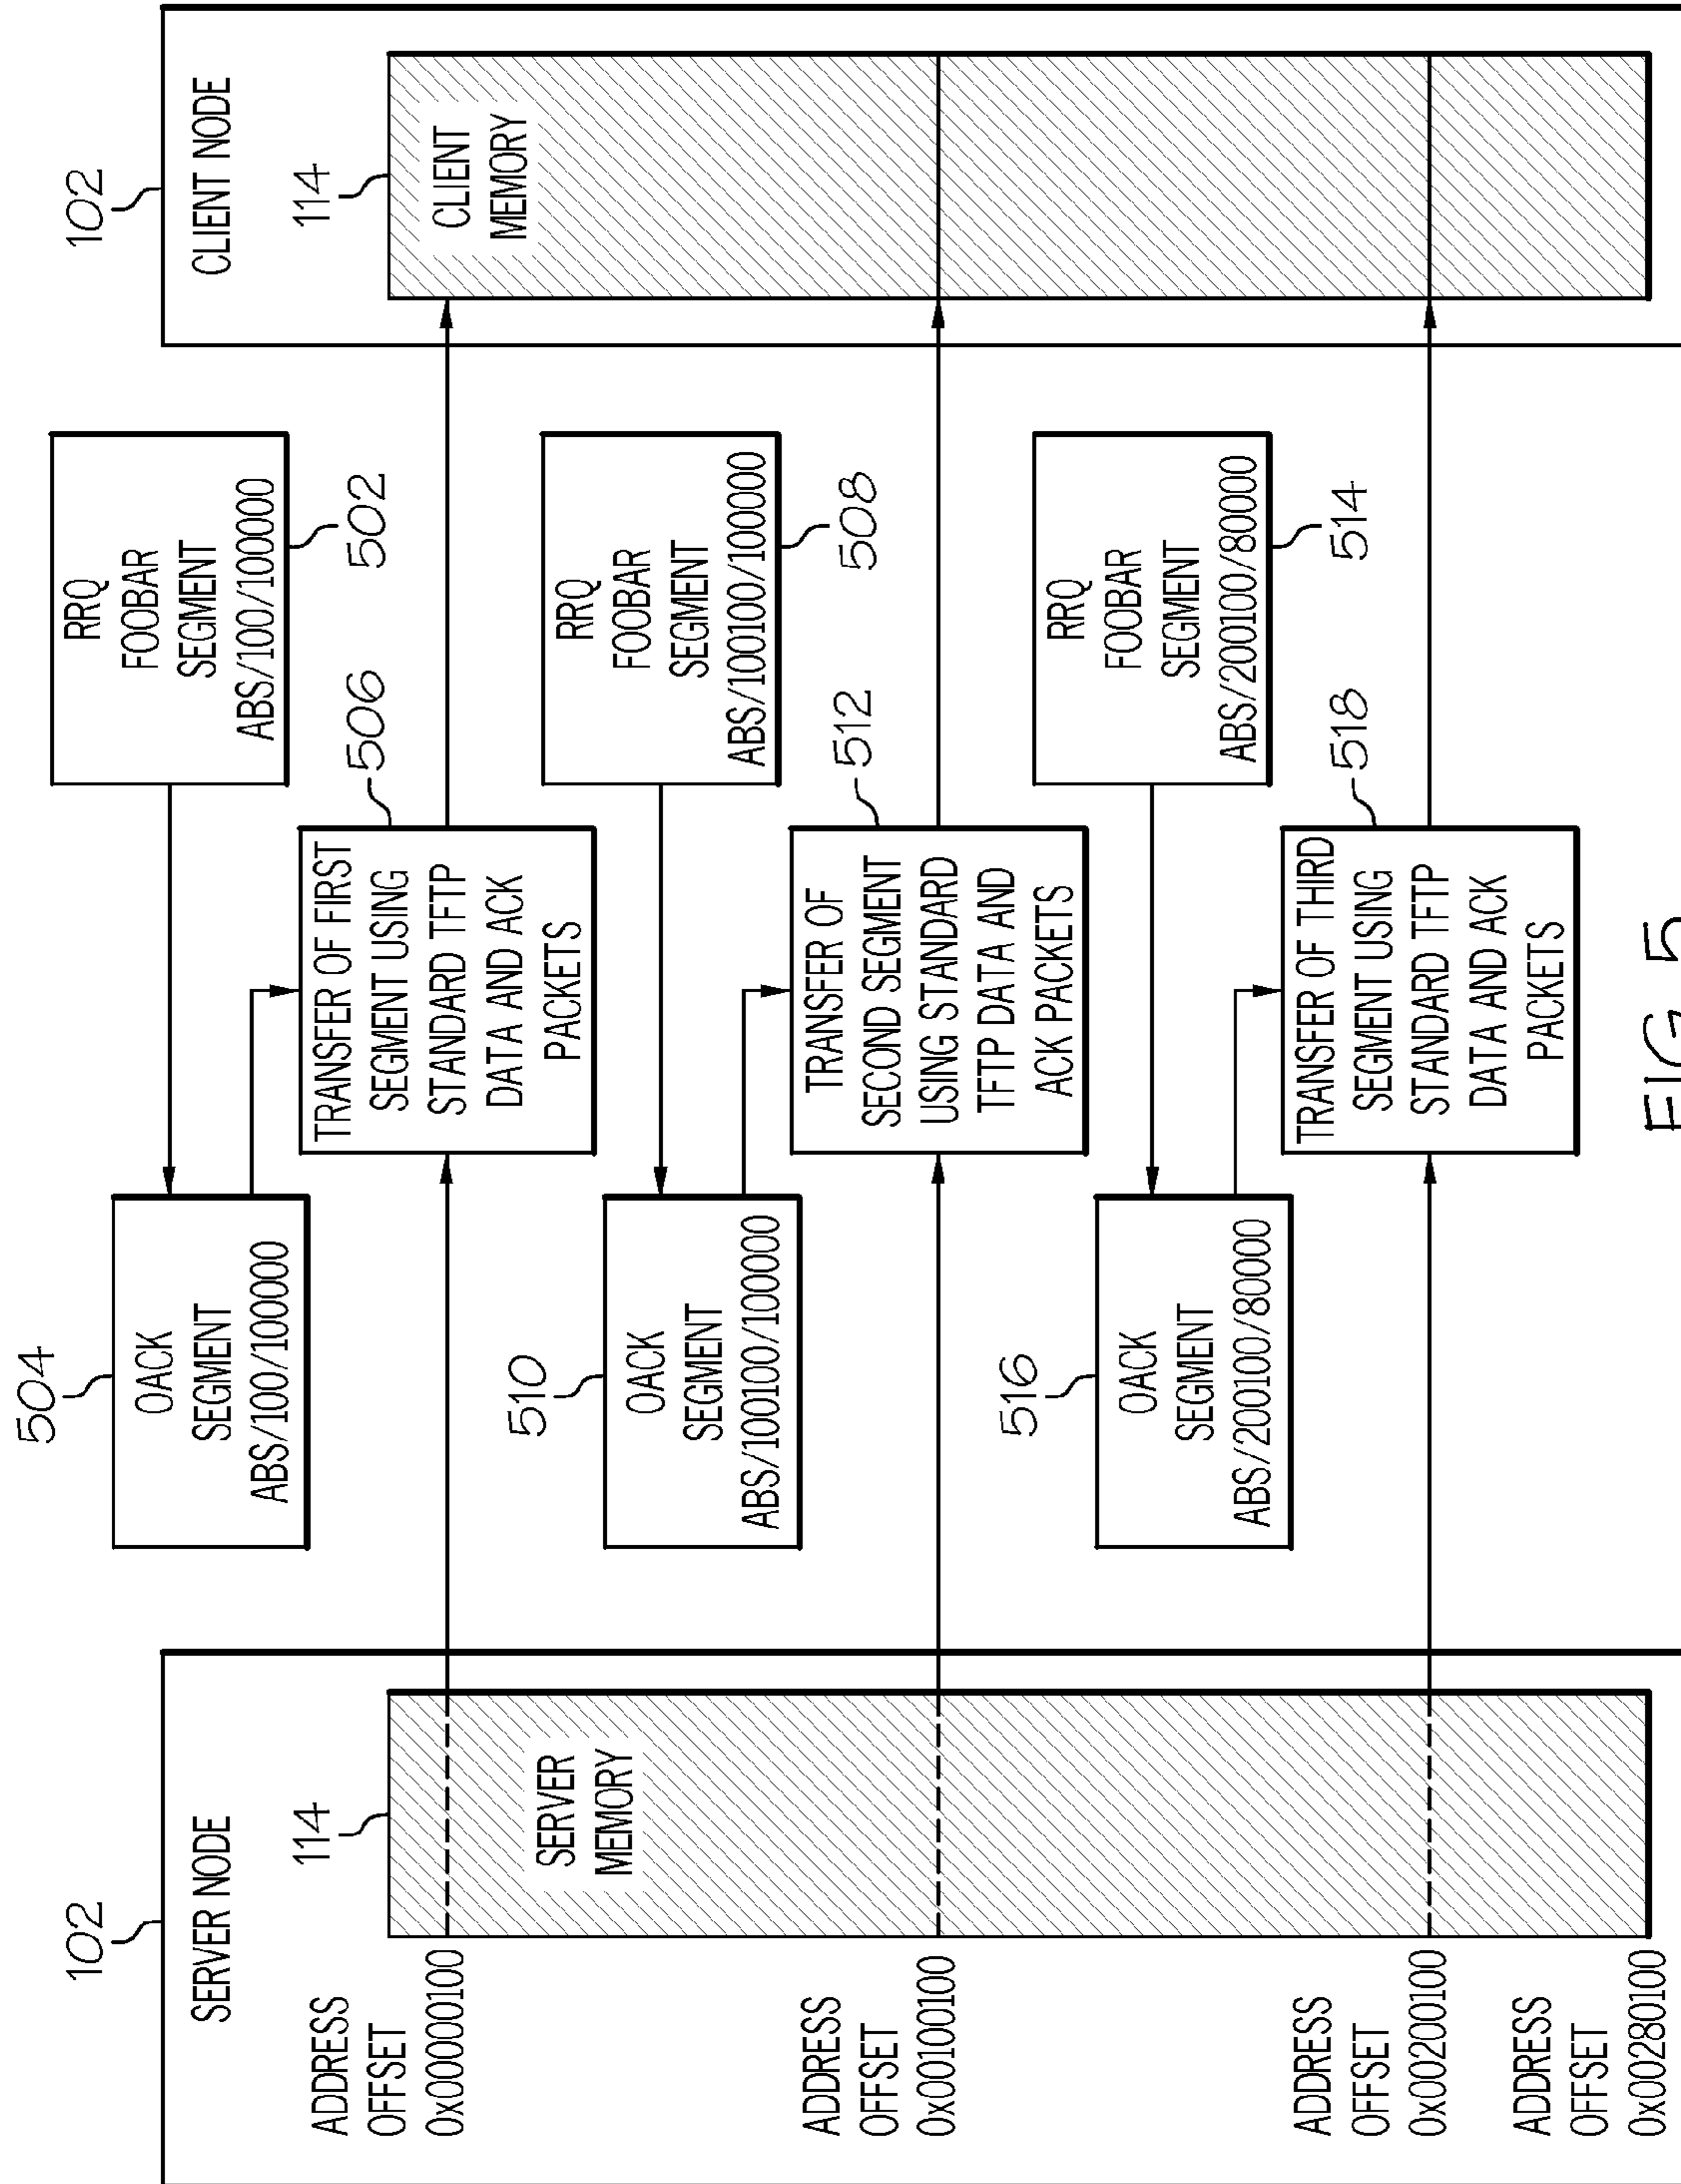 102
SERVER NODE
114
SERVER
MEMORY
ADDRESS
OFFSET
0x00000100
ADDRESS
OFFSET
0x00100100
ADDRESS
OFFSET
0x00200100
ADDRESS
OFFSET
0x00280100
504
OACK
SEGMENT
ABS/100/100000
510
OACK
SEGMENT
ABS/100100/100000
516
OACK
SEGMENT
ABS/200100/80000
506
TRANSFER OF FIRST
SEGMENT USING
STANDARD TFTP
DATA AND ACK
PACKETS
512
TRANSFER OF
SECOND SEGMENT
USING STANDARD
TFTP DATA AND
ACK PACKETS
518
TRANSFER OF THIRD
SEGMENT USING
STANDARD TFTP
DATA AND ACK
PACKETS
RRQ
FOOBAR
SEGMENT
ABS/100/100000
502
RRQ
FOOBAR
SEGMENT
ABS/100100/100000
508
RRQ
FOOBAR
SEGMENT
ABS/200100/80000
514
102
CLIENT NODE
114
CLIENT
MEMORY
FIG. 5